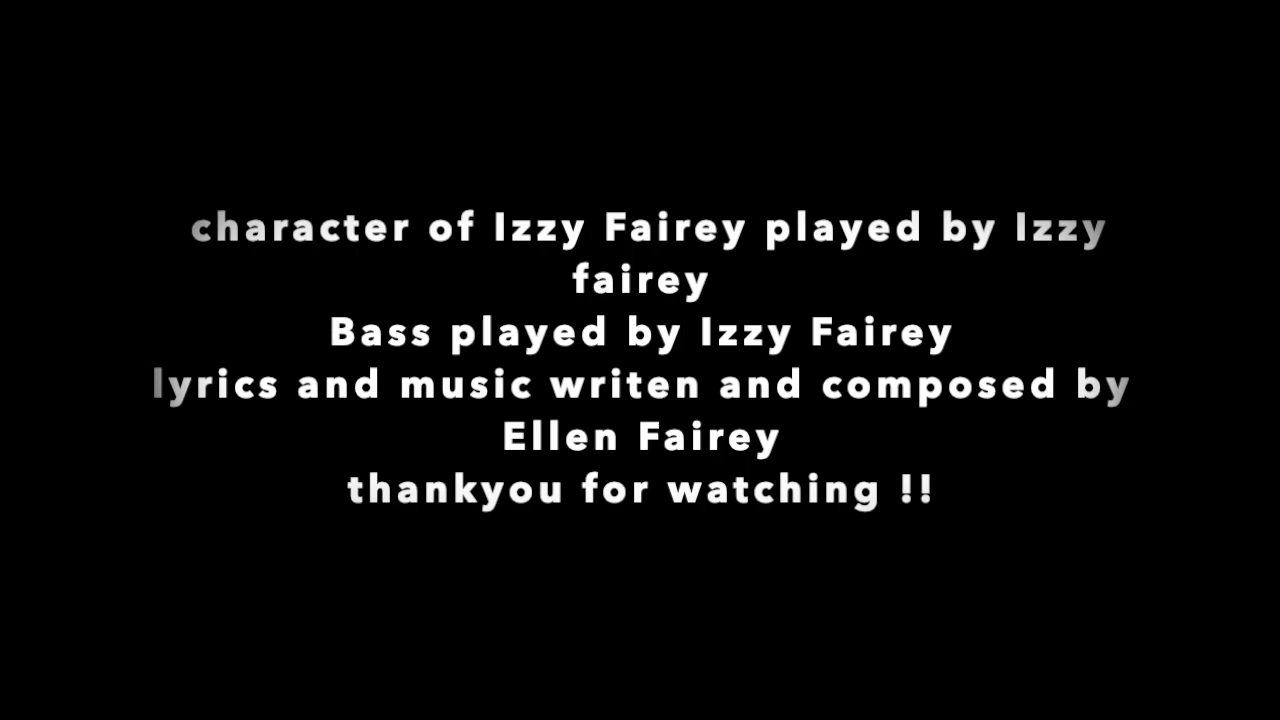 character of Izzy Fairey played by Izzy
fairey
Bass played by Izzy Fairey
lyrics and music writen and composed by
Ellen Fairey
thankyou for watching !!